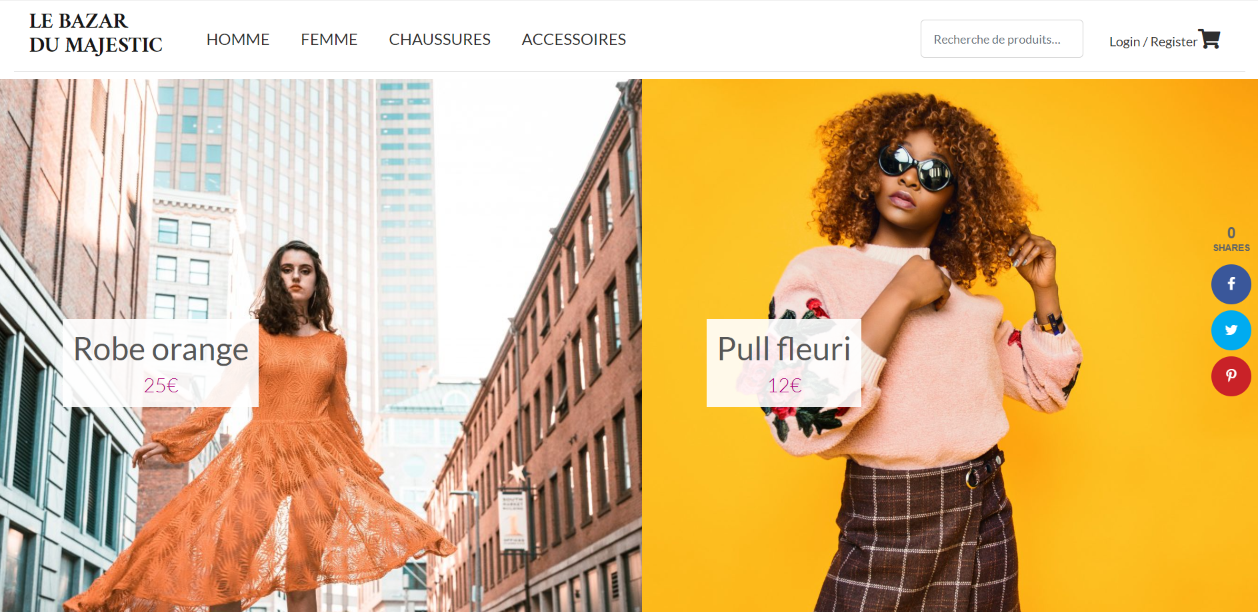 LE BAZAR
DU MAJESTIC
HOMME FEMME CHAUSSURES ACCESSOIRES
Recherche de produits...
Login / Register
Robe orange
25€
Pull fleuri
12€
0
SHARES